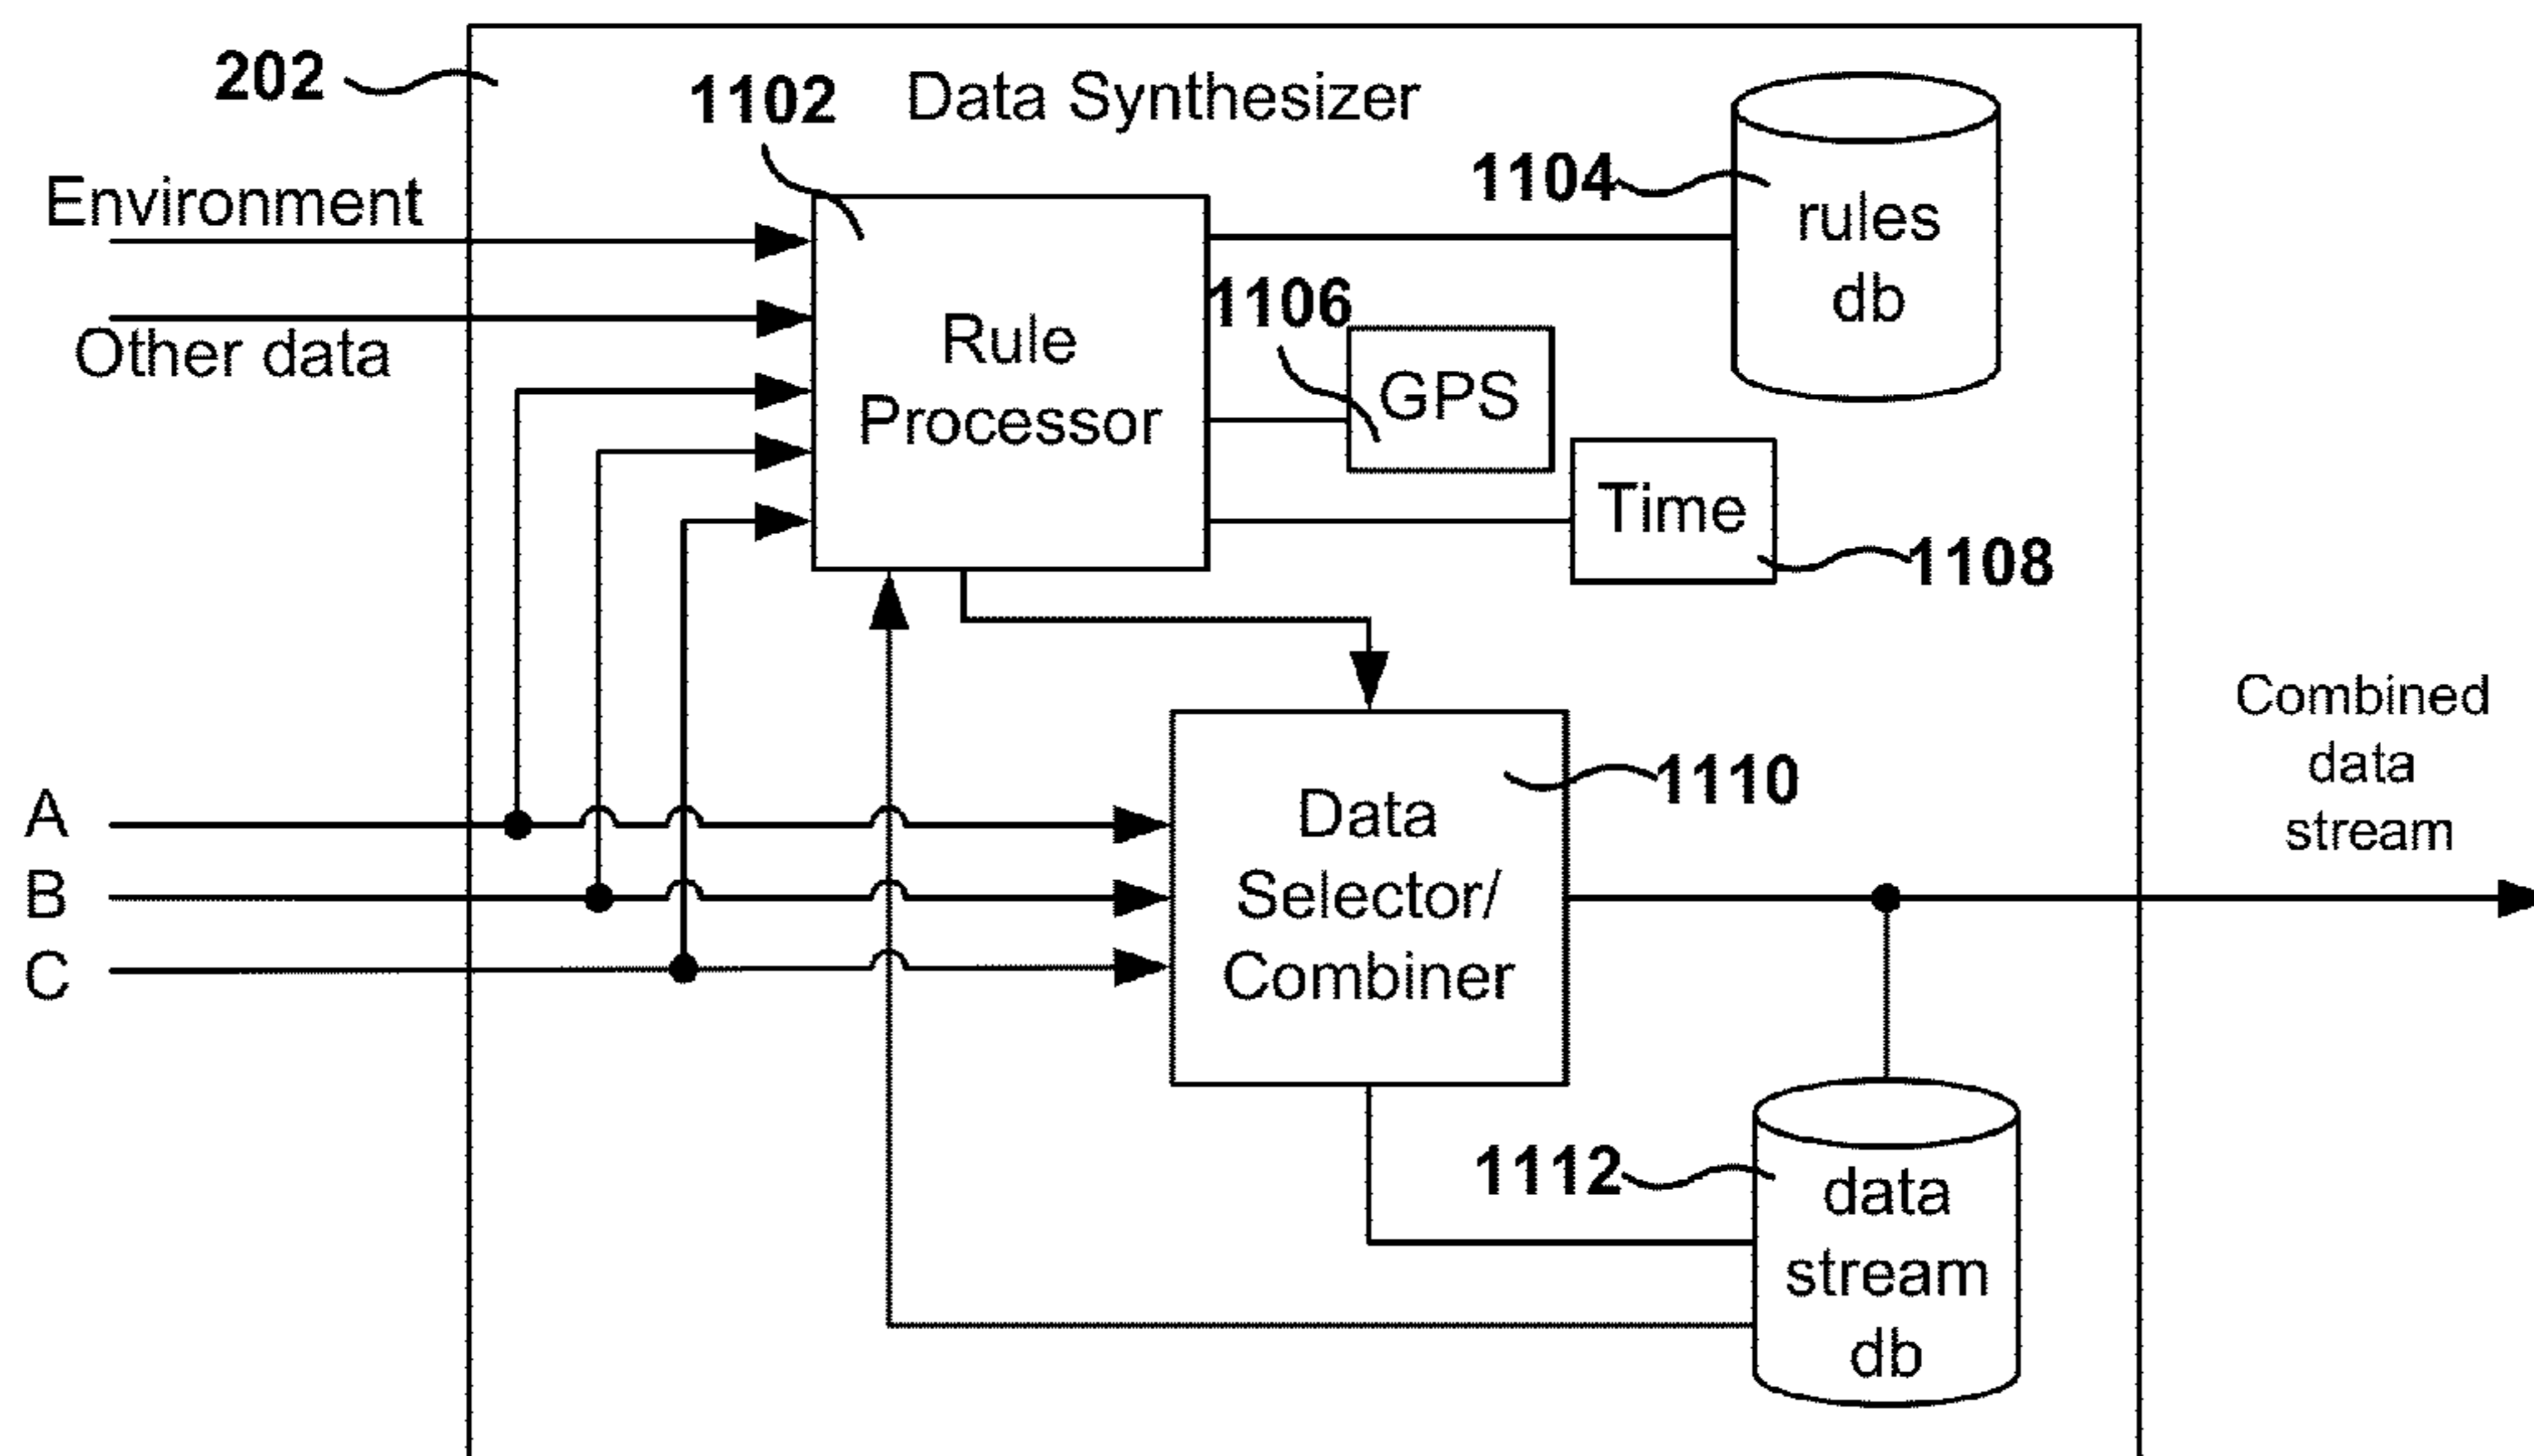 202
1102
Data Synthesizer
Environment
1104
rules
db
Other data
Rule
Processor
1106
GPS
Time
1108
Combined
data
stream
A
B
C
1110
Data
Selector/
Combiner
1112
data
stream
db